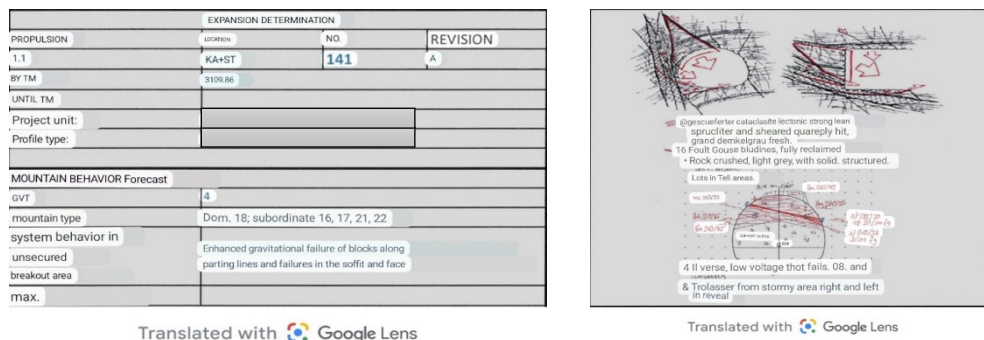 EXPANSION DETERMINATION
PROPULSION LOCATION NO. REVISION
1.1 KA+ST 141 A
BY TM 3109.86
UNTIL TM
Project unit:
Profile type:
MOUNTAIN BEHAVIOR Forecast
GVT 4
mountain type Dom. 18; subordinate 16, 17, 21, 22
system behavior in
unsecured
breakout area
Enhanced gravitational failure of blocks along
parting lines and failures in the soffit and face
max.
Translated with Google Lens
@gescueferter cataclasite lectonic strong lean
sprucliter and sheared quareply hit,
grand demkelgrau fresh.
16 Foult Gouse bludines, fully reclaimed
• Rock crushed, light grey, with solid. structured.
Lots in Tell areas.
4 ll verse, low voltage thot fails. 08. and
& Trolasser from stormy area right and left
in reveal
Translated with Google Lens